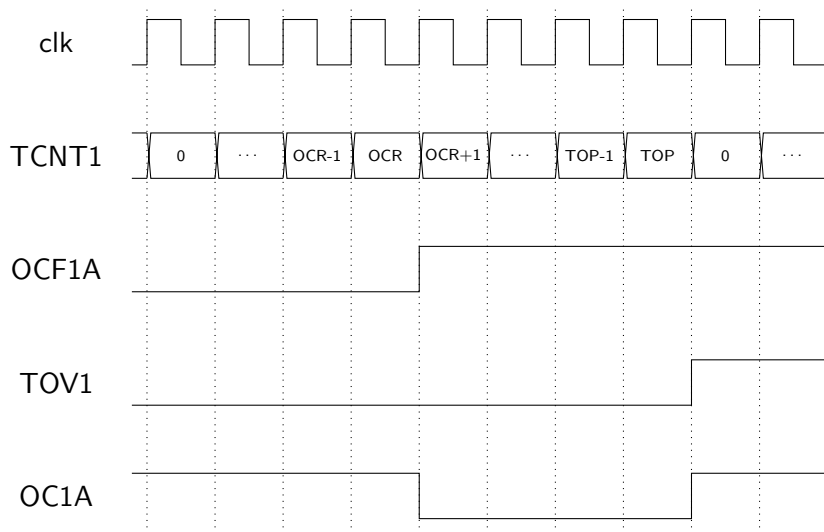 clk
TCNT1 0 ··· OCR-1 OCR OCR+1 ··· TOP-1 TOP 0 ···
OCF1A
TOV1
OC1A